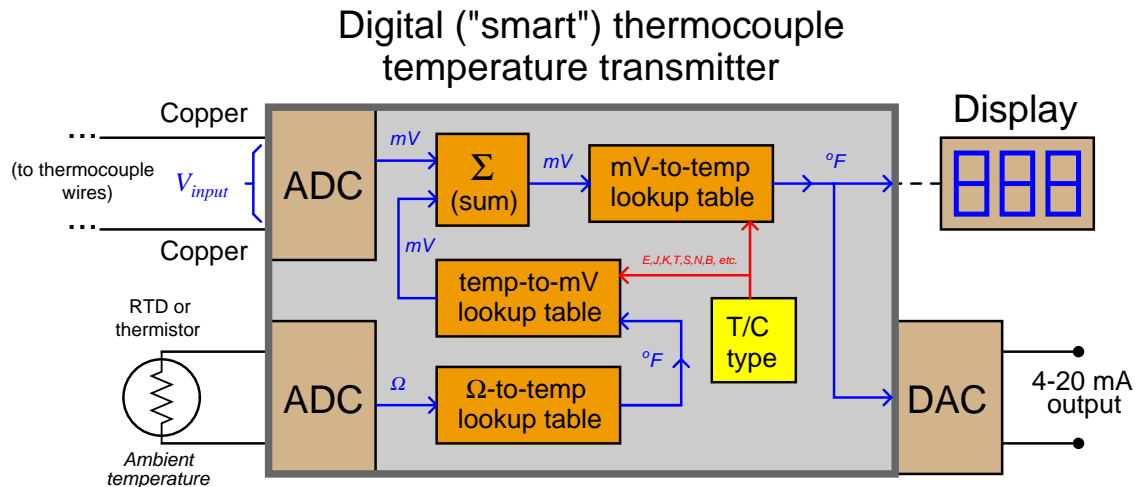 Digital ("smart") thermocouple
temperature transmitter
Copper
...
(to thermocouple
wires)
V_input
...
Copper
ADC
mV
Σ
(sum)
mV
mV-to-temp
lookup table
°F
Display
888
mV
temp-to-mV
lookup table
E,J,K,T,S,N,B, etc.
T/C
type
RTD or
thermistor
Ambient
temperature
ADC
Ω
Ω-to-temp
lookup table
°F
DAC
4-20 mA
output